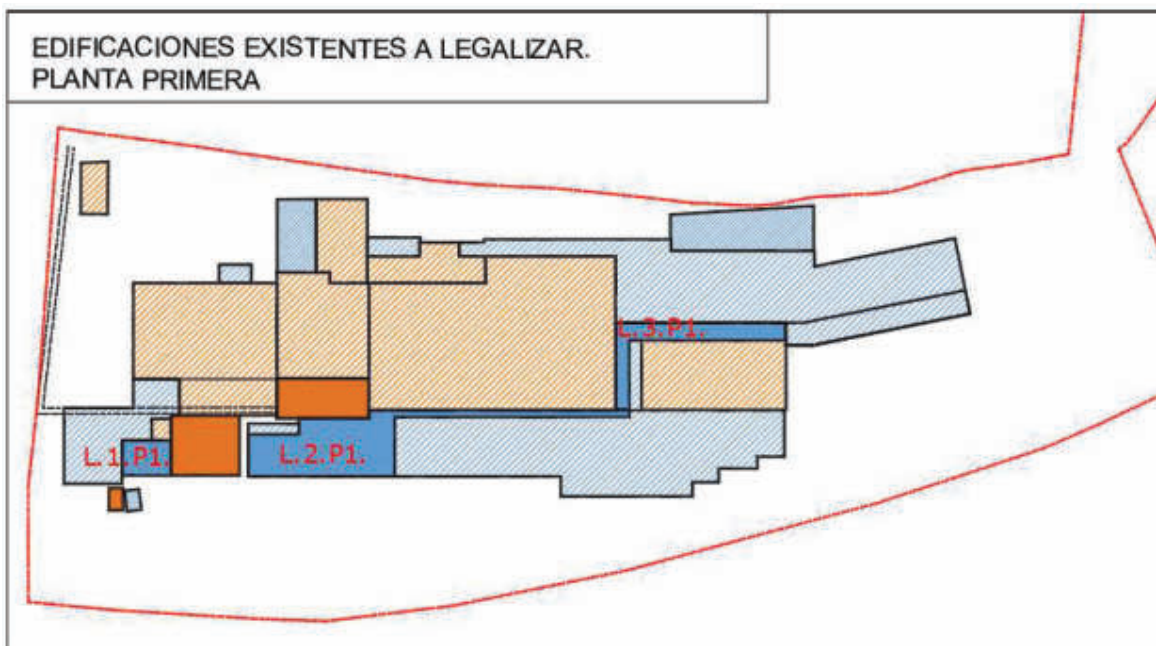 EDIFICACIONES EXISTENTES A LEGALIZAR.
PLANTA PRIMERA
L.3.P1.
L.1.P1.
L.2.P1.